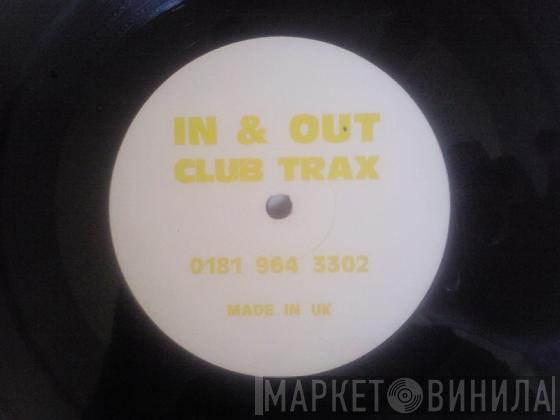 IN & OUT
CLUB TRAX
0181 964 3302
MADE IN UK
МАРКЕТ ВИНИЛА